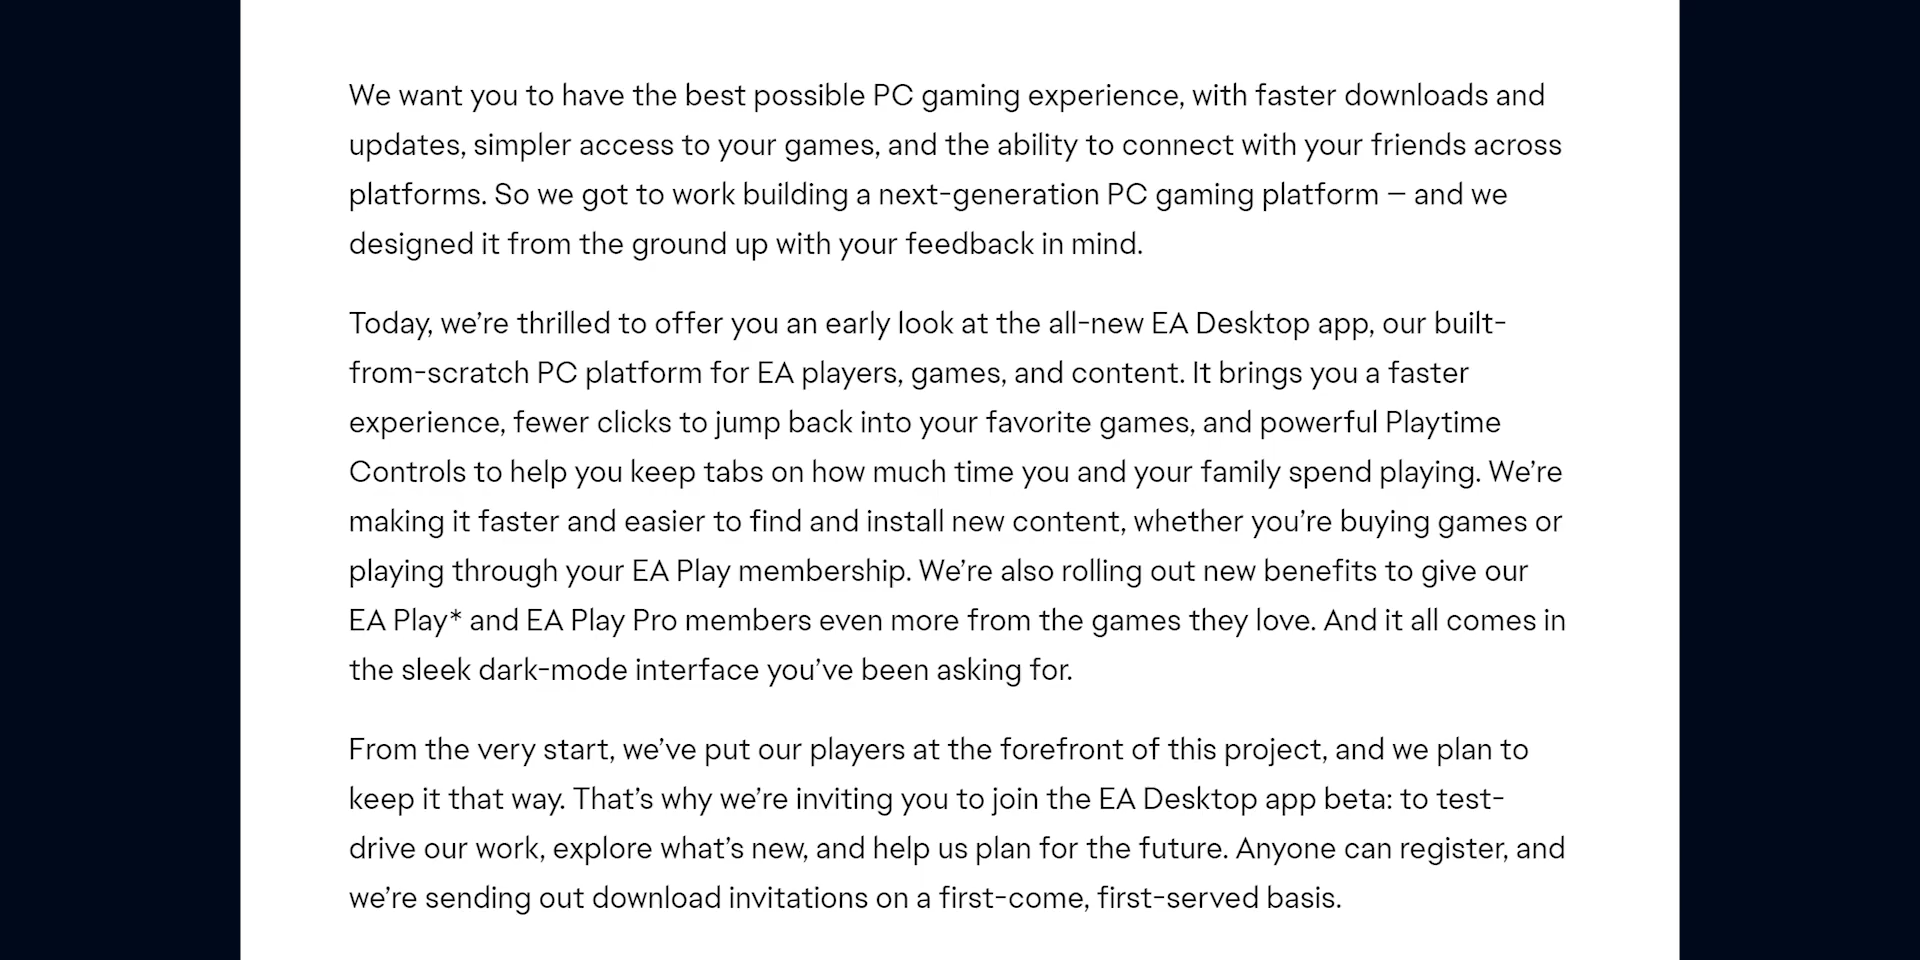 We want you to have the best possible PC gaming experience, with faster downloads and
updates, simpler access to your games, and the ability to connect with your friends across
platforms. So we got to work building a next-generation PC gaming platform – and we
designed it from the ground up with your feedback in mind.
Today, we’re thrilled to offer you an early look at the all-new EA Desktop app, our built-
from-scratch PC platform for EA players, games, and content. It brings you a faster
experience, fewer clicks to jump back into your favorite games, and powerful Playtime
Controls to help you keep tabs on how much time you and your family spend playing. We’re
making it faster and easier to find and install new content, whether you’re buying games or
playing through your EA Play membership. We’re also rolling out new benefits to give our
EA Play* and EA Play Pro members even more from the games they love. And it all comes in
the sleek dark-mode interface you’ve been asking for.
From the very start, we’ve put our players at the forefront of this project, and we plan to
keep it that way. That’s why we’re inviting you to join the EA Desktop app beta: to test-
drive our work, explore what’s new, and help us plan for the future. Anyone can register, and
we’re sending out download invitations on a first-come, first-served basis.